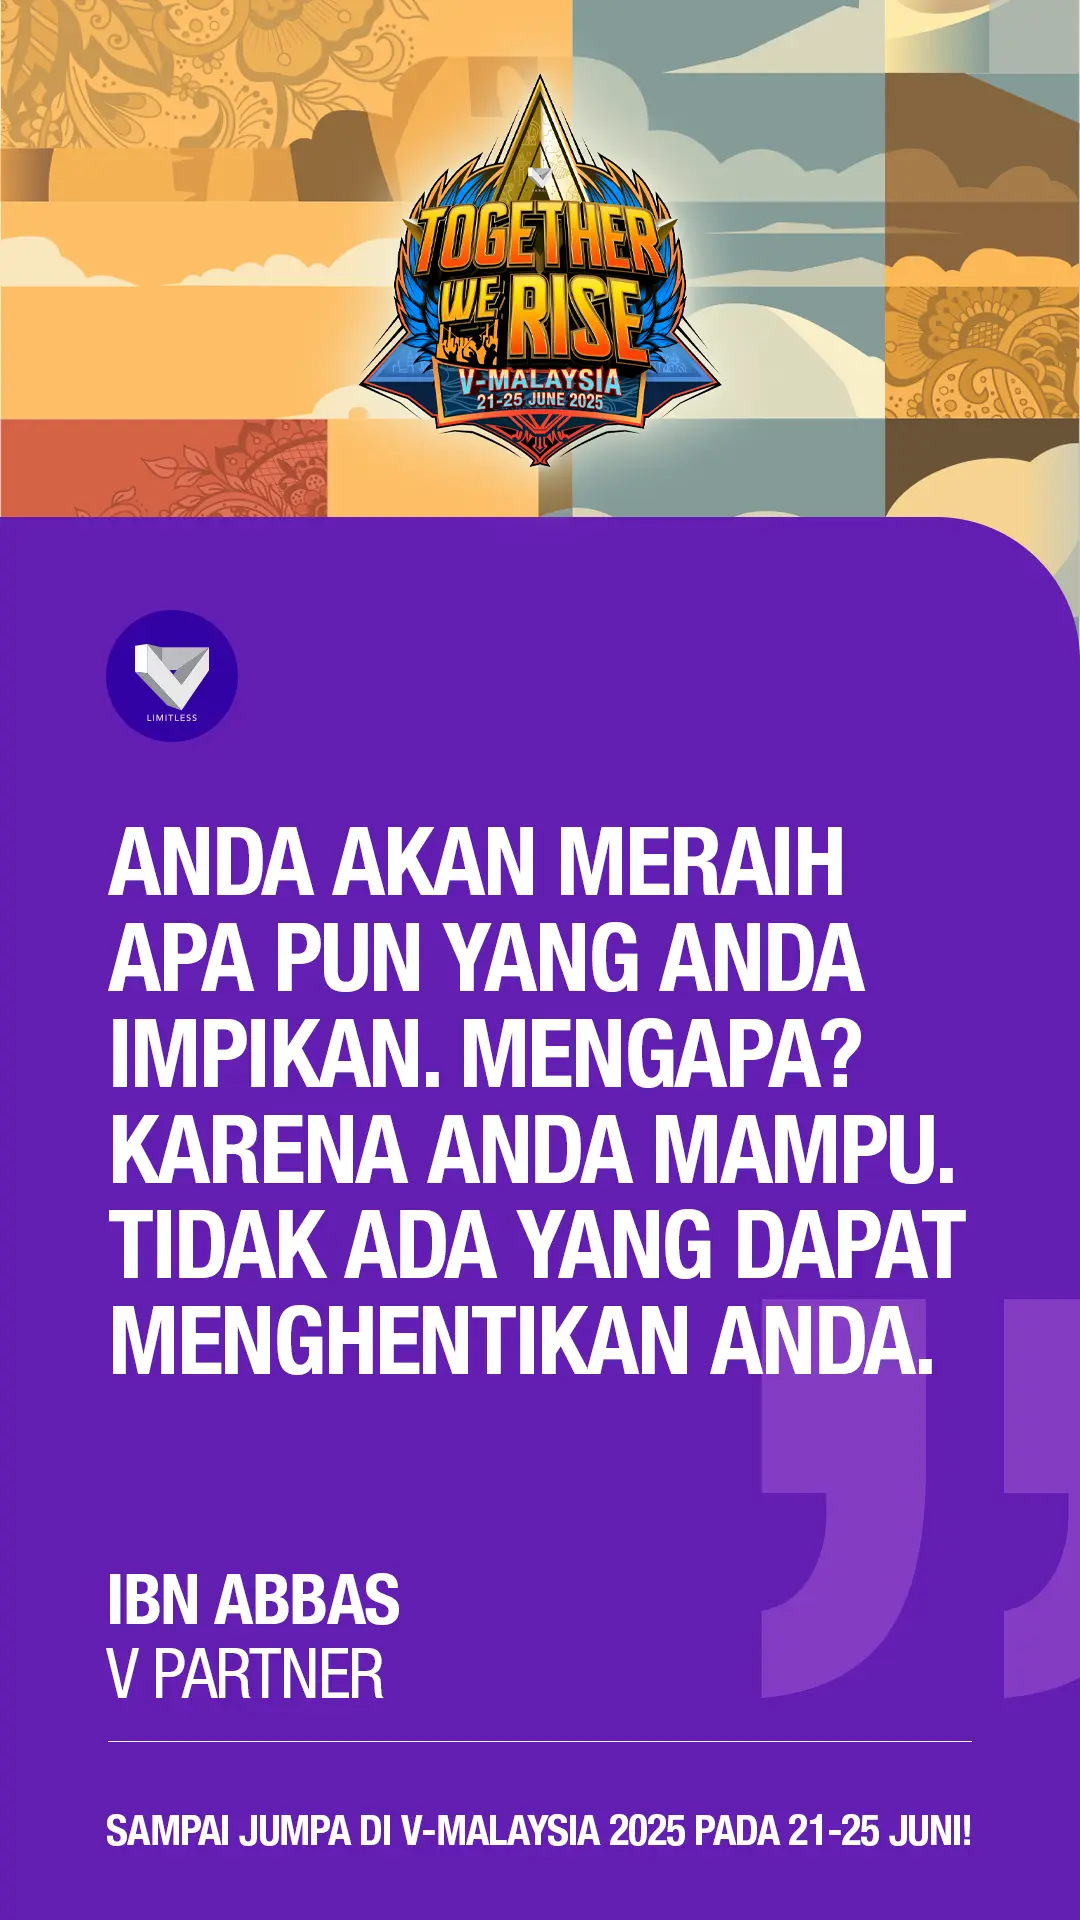 TOGETHER
WE RISE
V-MALAYSIA
21-25 JUNE 2025
LIMITLESS
ANDA AKAN MERAIH
APA PUN YANG ANDA
IMPIKAN. MENGAPA?
KARENA ANDA MAMPU.
TIDAK ADA YANG DAPAT
MENGHENTIKAN ANDA.
IBN ABBAS
V PARTNER
SAMPAI JUMPA DI V-MALAYSIA 2025 PADA 21-25 JUNI!